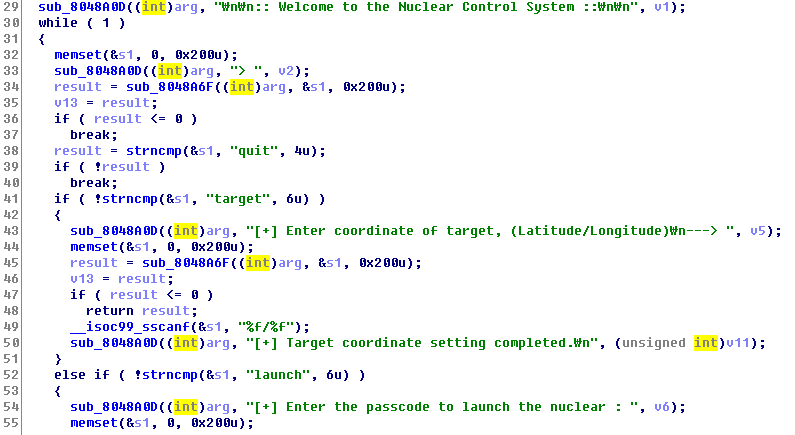 29 sub_8048A0D((int)arg, "₩n₩n:: Welcome to the Nuclear Control System ::₩n₩n", v1);
30 while ( 1 )
31 {
32 memset(&s1, 0, 0x200u);
33 sub_8048A0D((int)arg, "> ", v2);
34 result = sub_8048A6F((int)arg, &s1, 0x200u);
35 v13 = result;
36 if ( result <= 0 )
37 break;
38 result = strncmp(&s1, "quit", 4u);
39 if ( !result )
40 break;
41 if ( !strncmp(&s1, "target", 6u) )
42 {
43 sub_8048A0D((int)arg, "[+] Enter coordinate of target, (Latitude/Longitude)₩n---> ", v5);
44 memset(&s1, 0, 0x200u);
45 result = sub_8048A6F((int)arg, &s1, 0x200u);
46 v13 = result;
47 if ( result <= 0 )
48 return result;
49 __isoc99_sscanf(&s1, "%f/%f");
50 sub_8048A0D((int)arg, "[+] Target coordinate setting completed.₩n", (unsigned int)v11);
51 }
52 else if ( !strncmp(&s1, "launch", 6u) )
53 {
54 sub_8048A0D((int)arg, "[+] Enter the passcode to launch the nuclear : ", v6);
55 memset(&s1, 0, 0x200u);